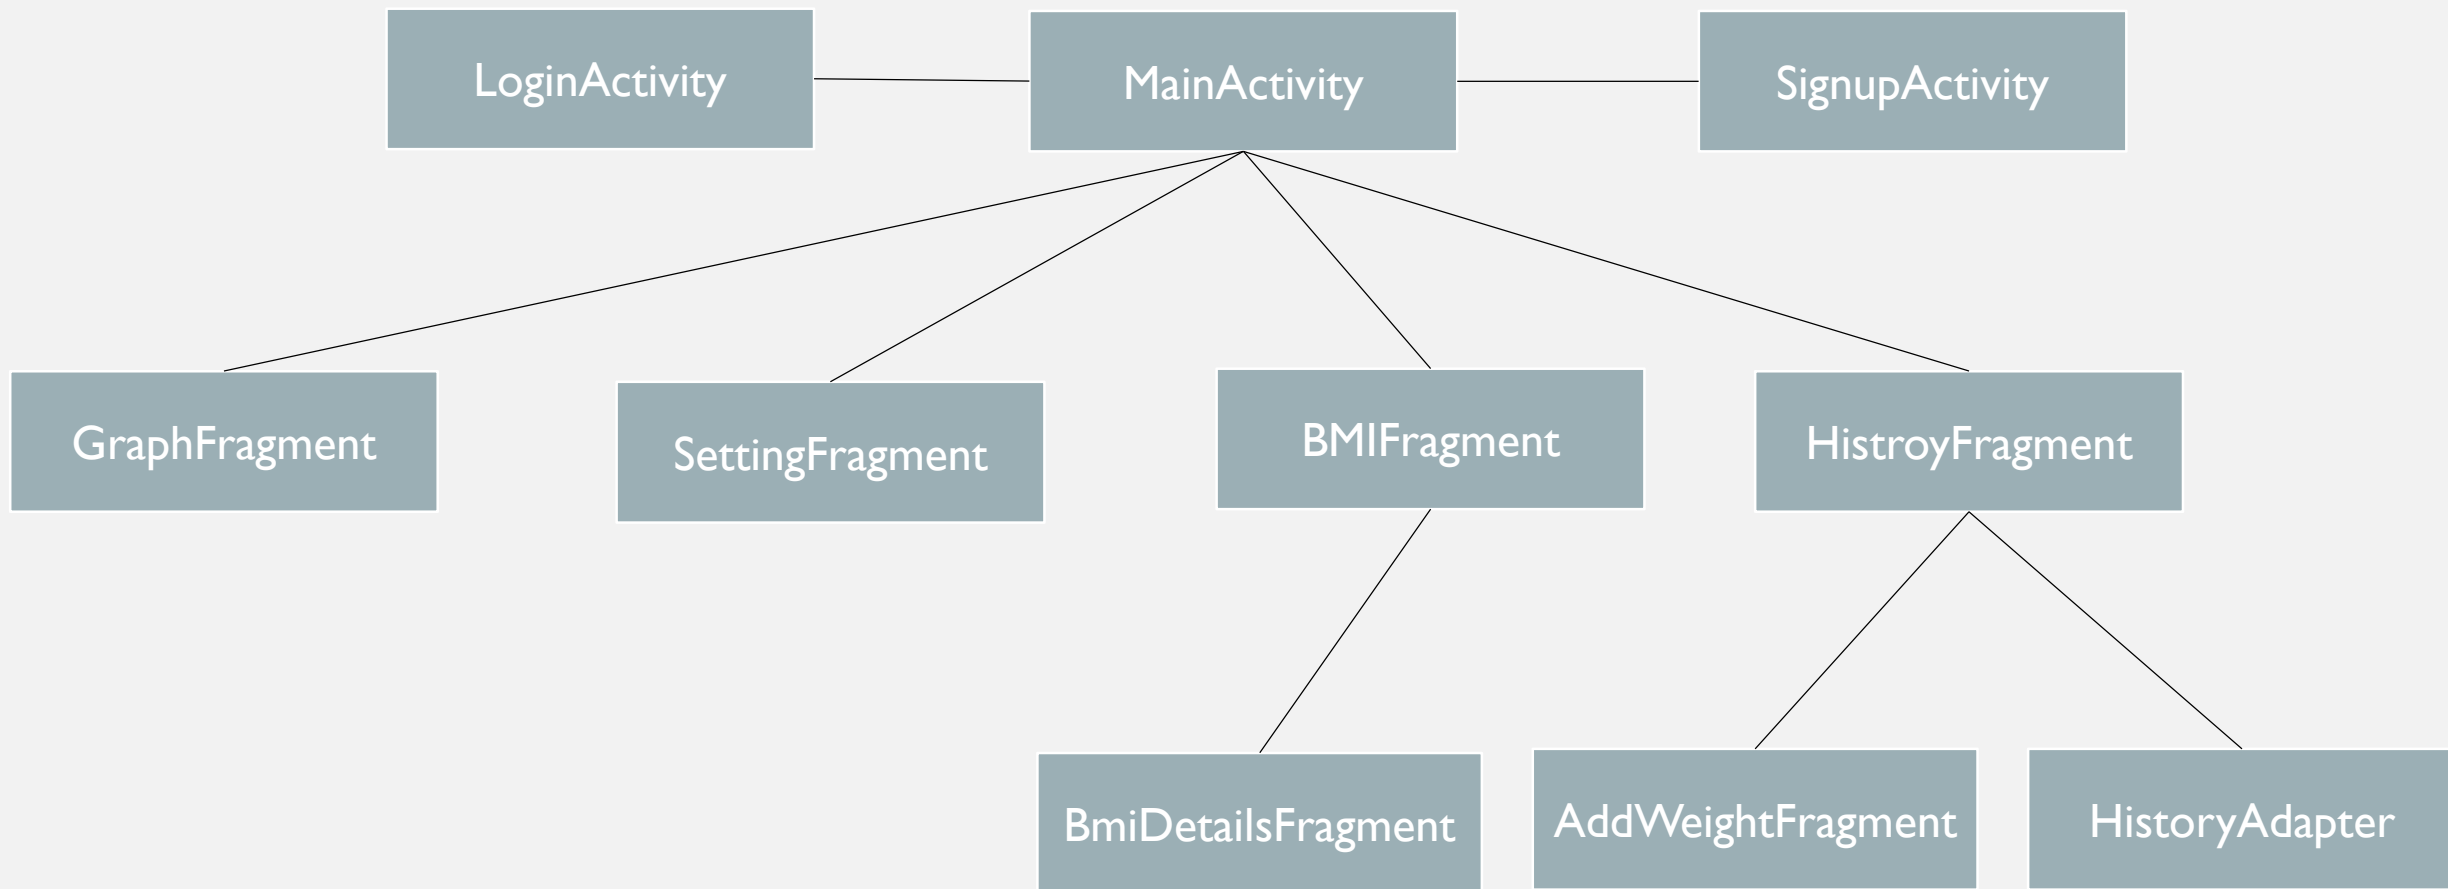 LoginActivity
MainActivity
SignupActivity
GraphFragment
SettingFragment
BMIFragment
HistroyFragment
BmiDetailsFragment
AddWeightFragment
HistoryAdapter